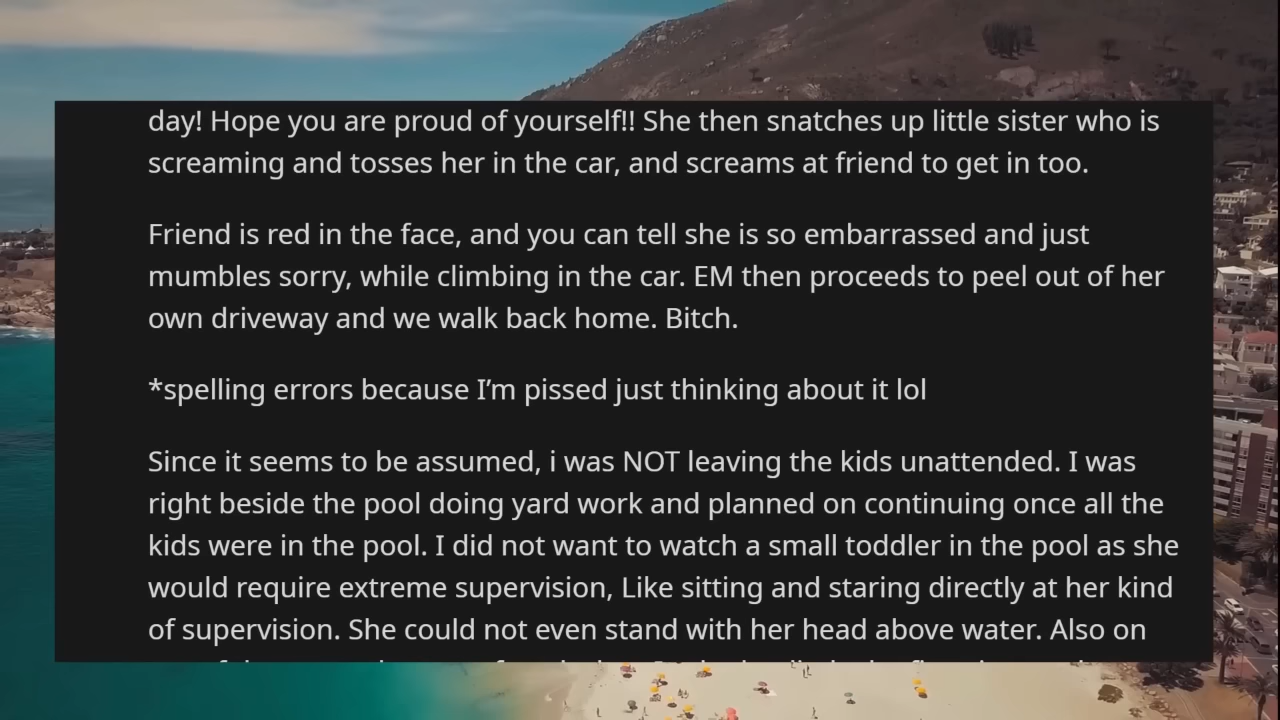 day! Hope you are proud of yourself!! She then snatches up little sister who is
screaming and tosses her in the car, and screams at friend to get in too.
Friend is red in the face, and you can tell she is so embarrassed and just
mumbles sorry, while climbing in the car. EM then proceeds to peel out of her
own driveway and we walk back home. Bitch.
*spelling errors because I’m pissed just thinking about it lol
Since it seems to be assumed, i was NOT leaving the kids unattended. I was
right beside the pool doing yard work and planned on continuing once all the
kids were in the pool. I did not want to watch a small toddler in the pool as she
would require extreme supervision, Like sitting and staring directly at her kind
of supervision. She could not even stand with her head above water. Also on